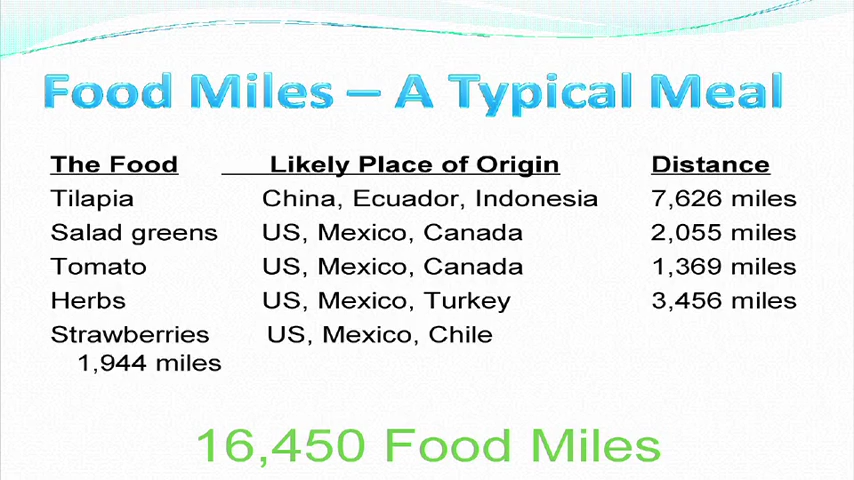 Food Miles – A Typical Meal
The Food Likely Place of Origin Distance
Tilapia China, Ecuador, Indonesia 7,626 miles
Salad greens US, Mexico, Canada 2,055 miles
Tomato US, Mexico, Canada 1,369 miles
Herbs US, Mexico, Turkey 3,456 miles
Strawberries US, Mexico, Chile
1,944 miles
16,450 Food Miles